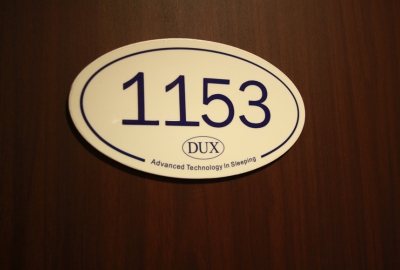 1153
DUX
Advanced Technology In Sleeping